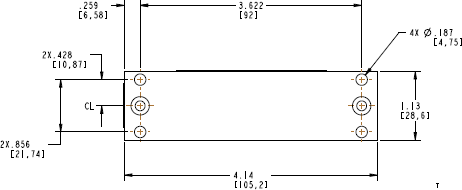 .259
[6,58]
3.622
[92]
4X Ø.187
[4,75]
2X.428
[10,87]
CL
1.13
[28,6]
2X.856
[21,74]
4.14
[105,2]